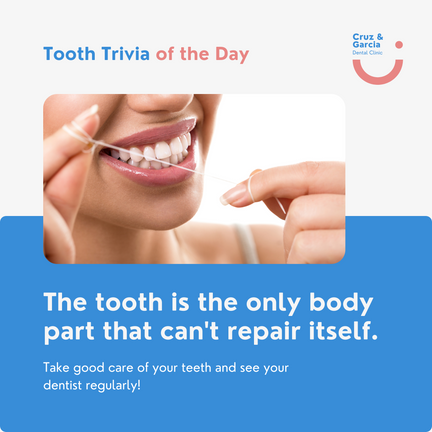 Tooth Trivia of the Day
Cruz &
Garcia
Dental Clinic
The tooth is the only body
part that can't repair itself.
Take good care of your teeth and see your
dentist regularly!